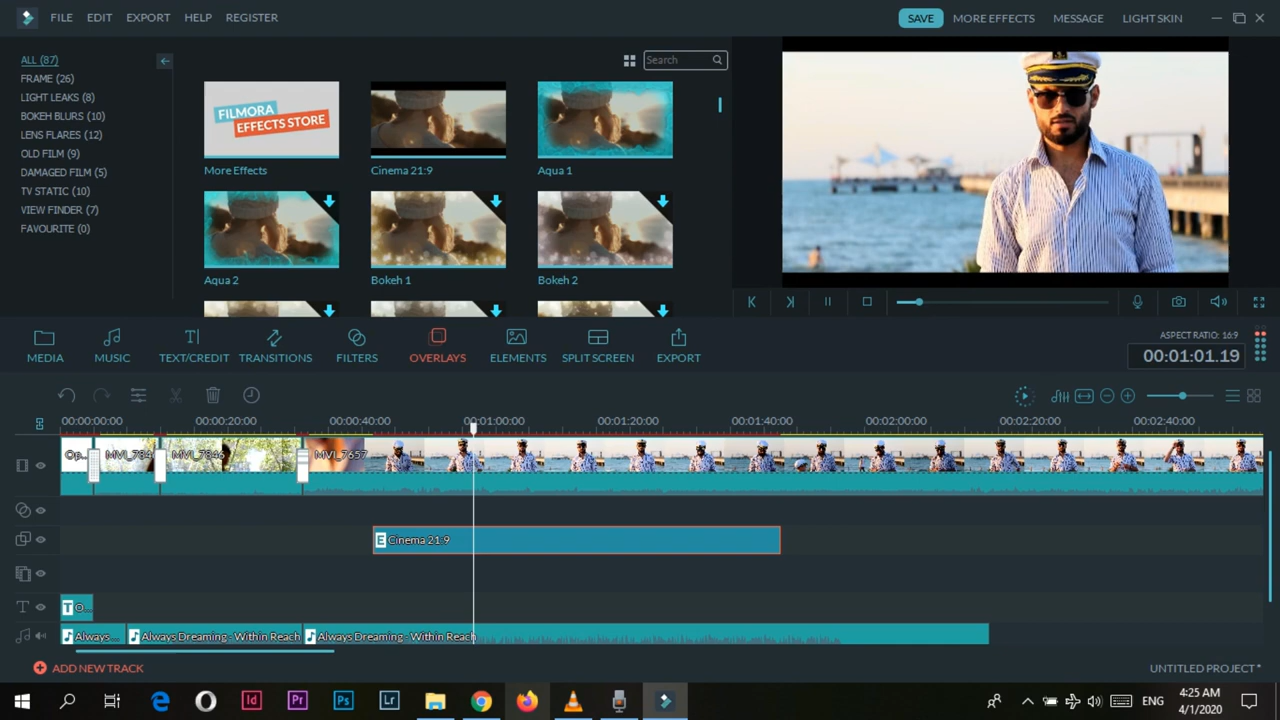 FILE EDIT EXPORT HELP REGISTER
SAVE MORE EFFECTS MESSAGE LIGHT SKIN
ALL (87)
FRAME (26)
LIGHT LEAKS (8)
BOKEH BLURS (10)
LENS FLARES (12)
OLD FILM (9)
DAMAGED FILM (5)
TV STATIC (10)
VIEW FINDER (7)
FAVOURITE (0)
Search
FILMORA
EFFECTS STORE
More Effects Cinema 21:9 Aqua 1
Aqua 2 Bokeh 1 Bokeh 2
MEDIA MUSIC TEXT/CREDIT TRANSITIONS FILTERS OVERLAYS ELEMENTS SPLIT SCREEN EXPORT
ASPECT RATIO: 16:9
00:01:01.19
00:00:00:00 00:00:20:00 00:00:40:00 00:01:00:00 00:01:20:00 00:01:40:00 00:02:00:00 00:02:20:00 00:02:40:00
Op... MVI_784 MVI_7846 MVI_7657
E Cinema 21:9
T O...
Always ... Always Dreaming - Within Reach Always Dreaming - Within Reach
ADD NEW TRACK
UNTITLED PROJECT *
Id Pr Ps Lr
ENG
4:25 AM
4/1/2020